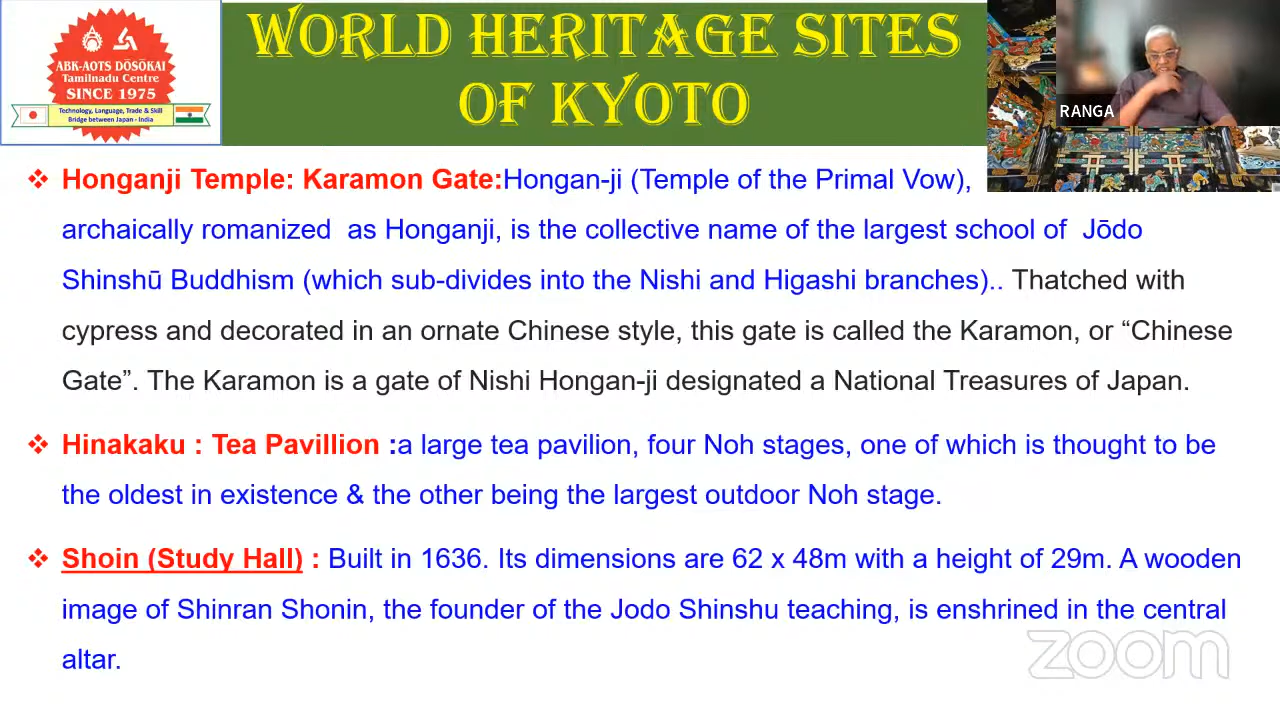 ABK-AOTS DŌSŌKAI
Tamilnadu Centre
SINCE 1975
Technology, Language, Trade & Skill
Bridge between Japan - India
WORLD HERITAGE SITES
OF KYOTO
RANGA
Honganji Temple: Karamon Gate:Hongan-ji (Temple of the Primal Vow),
archaically romanized as Honganji, is the collective name of the largest school of Jōdo
Shinshū Buddhism (which sub-divides into the Nishi and Higashi branches).. Thatched with
cypress and decorated in an ornate Chinese style, this gate is called the Karamon, or “Chinese
Gate”. The Karamon is a gate of Nishi Hongan-ji designated a National Treasures of Japan.
Hinakaku : Tea Pavillion :a large tea pavilion, four Noh stages, one of which is thought to be
the oldest in existence & the other being the largest outdoor Noh stage.
Shoin (Study Hall) : Built in 1636. Its dimensions are 62 x 48m with a height of 29m. A wooden
image of Shinran Shonin, the founder of the Jodo Shinshu teaching, is enshrined in the central
altar.
zoom